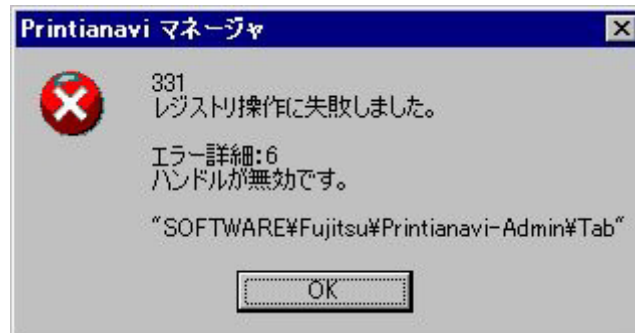 Printianavi マネージャ
331
レジストリ操作に失敗しました。
エラー詳細:6
ハンドルが無効です。
"SOFTWARE¥Fujitsu¥Printianavi-Admin¥Tab"
OK